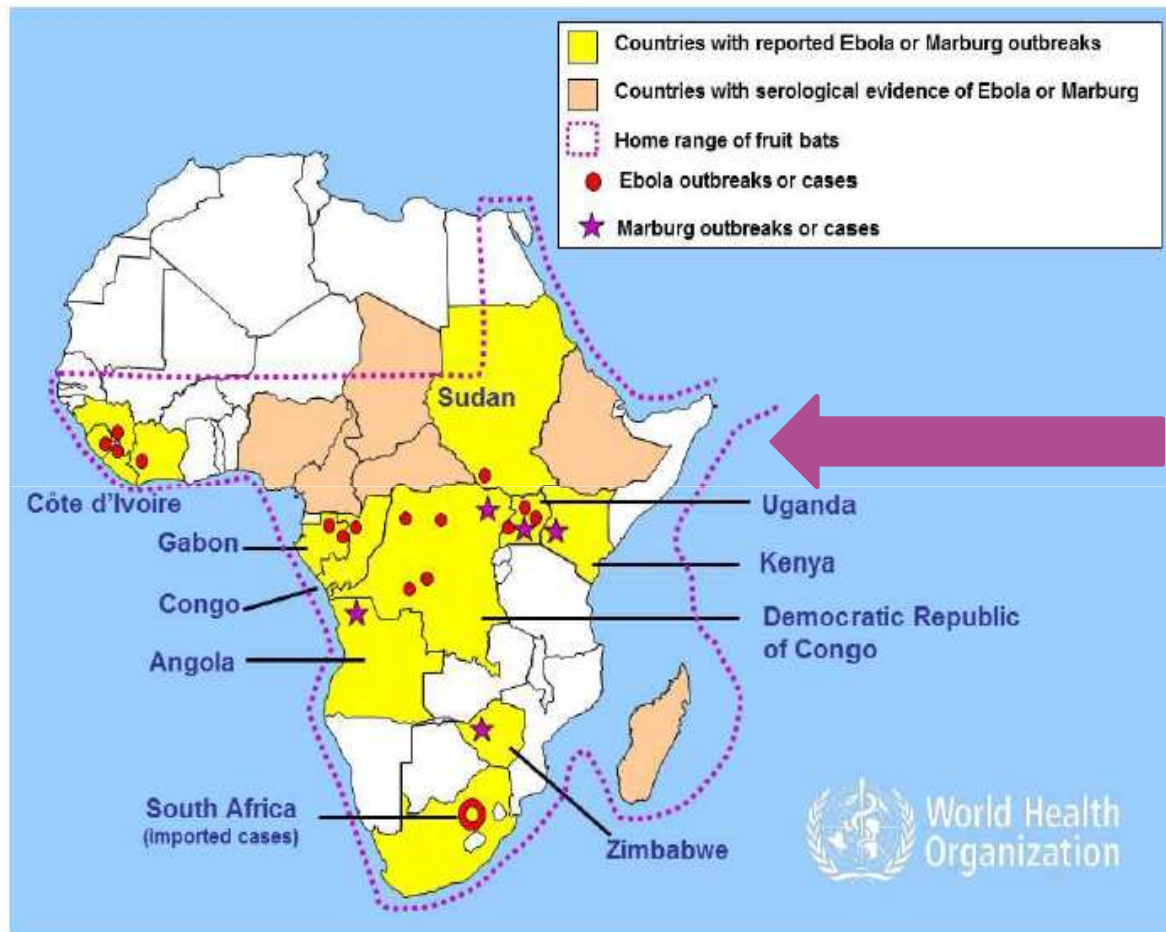 Countries with reported Ebola or Marburg outbreaks
Countries with serological evidence of Ebola or Marburg
Home range of fruit bats
Ebola outbreaks or cases
Marburg outbreaks or cases
Sudan
Côte d'Ivoire
Uganda
Gabon
Kenya
Congo
Democratic Republic
of Congo
Angola
South Africa
(imported cases)
Zimbabwe
World Health
Organization